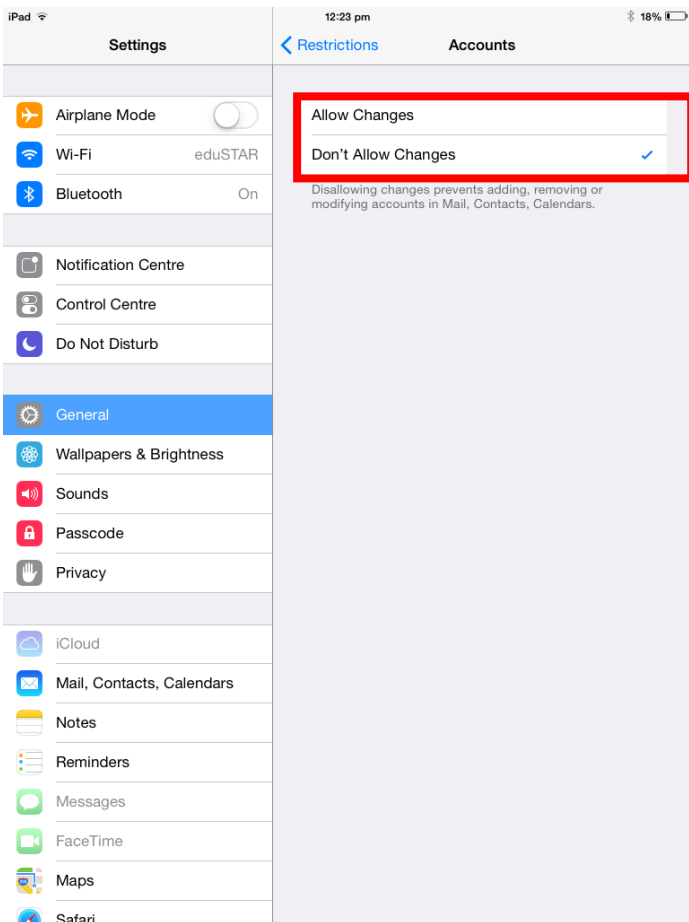 iPad 12:23 pm 18%
Settings
Restrictions Accounts
Airplane Mode
Wi-Fi eduSTAR
Bluetooth On
Notification Centre
Control Centre
Do Not Disturb
General
Wallpapers & Brightness
Sounds
Passcode
Privacy
iCloud
Mail, Contacts, Calendars
Notes
Reminders
Messages
FaceTime
Maps
Safari
Allow Changes
Don't Allow Changes
Disallowing changes prevents adding, removing or
modifying accounts in Mail, Contacts, Calendars.